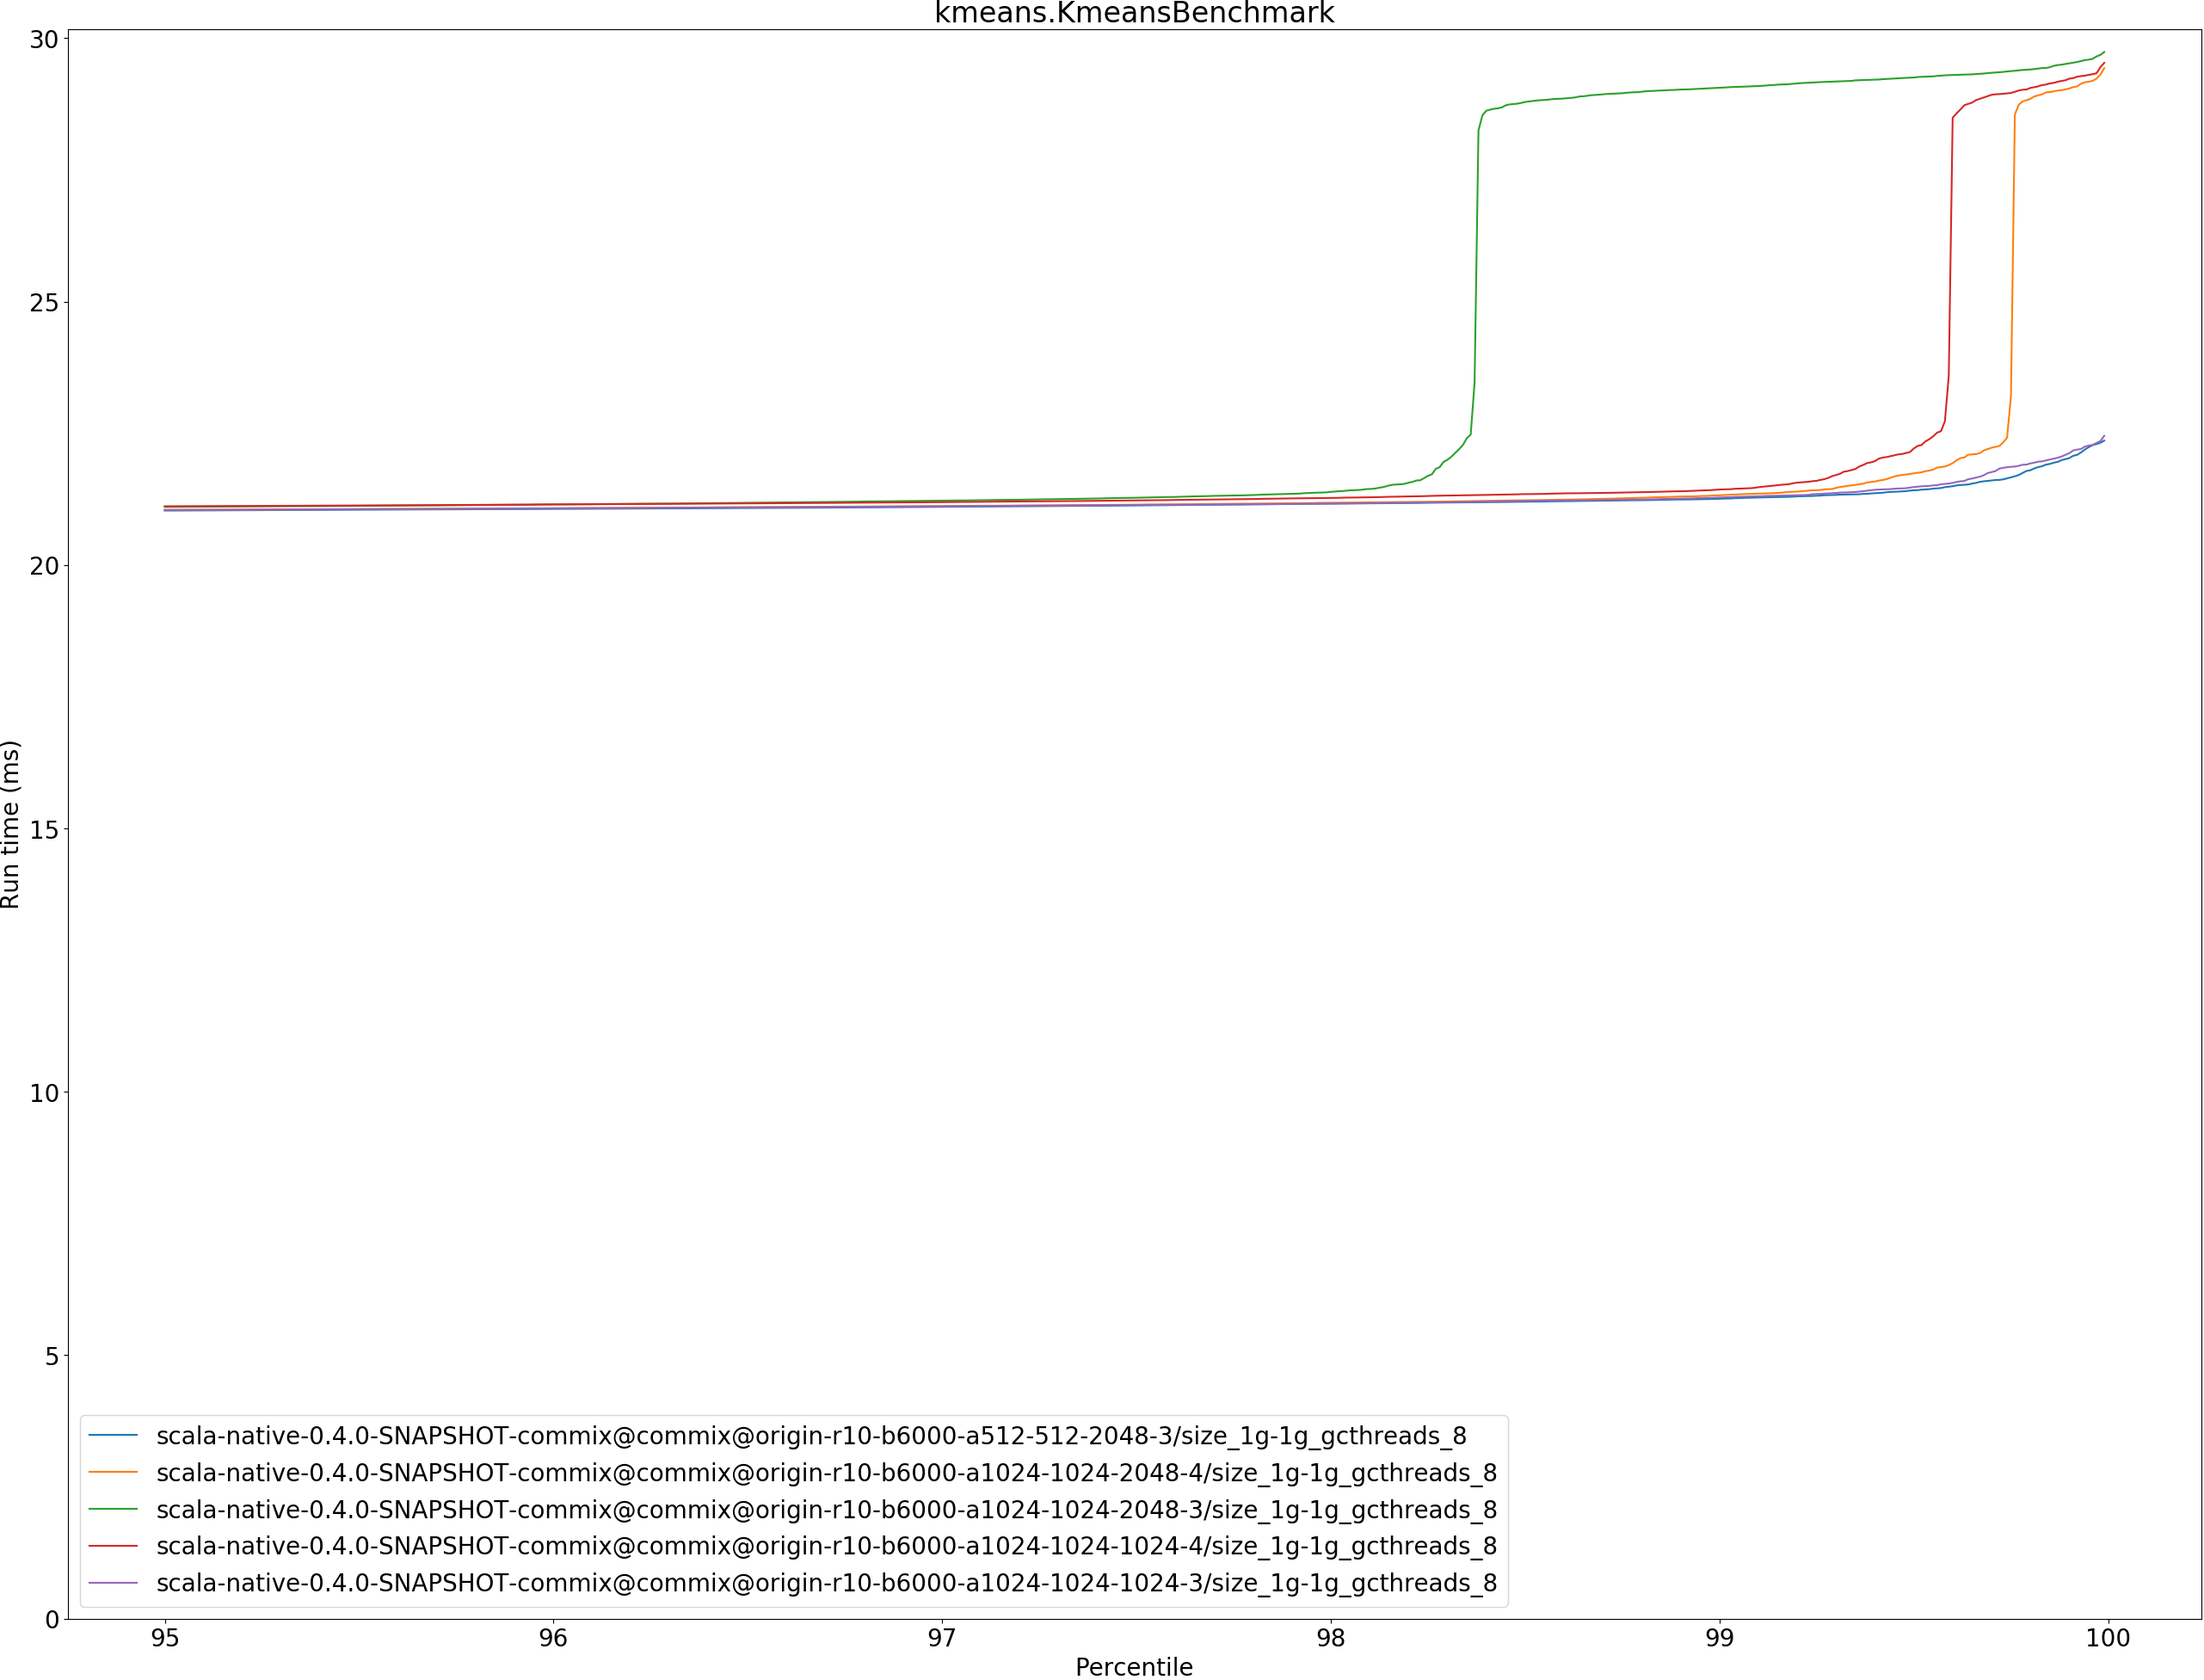 kmeans.KmeansBenchmark
30
25
20
15
10
5
0
Run time (ms)
scala-native-0.4.0-SNAPSHOT-commix@commix@origin-r10-b6000-a512-512-2048-3/size_1g-1g_gcthreads_8
scala-native-0.4.0-SNAPSHOT-commix@commix@origin-r10-b6000-a1024-1024-2048-4/size_1g-1g_gcthreads_8
scala-native-0.4.0-SNAPSHOT-commix@commix@origin-r10-b6000-a1024-1024-2048-3/size_1g-1g_gcthreads_8
scala-native-0.4.0-SNAPSHOT-commix@commix@origin-r10-b6000-a1024-1024-1024-4/size_1g-1g_gcthreads_8
scala-native-0.4.0-SNAPSHOT-commix@commix@origin-r10-b6000-a1024-1024-1024-3/size_1g-1g_gcthreads_8
95 96 97 98 99 100
Percentile